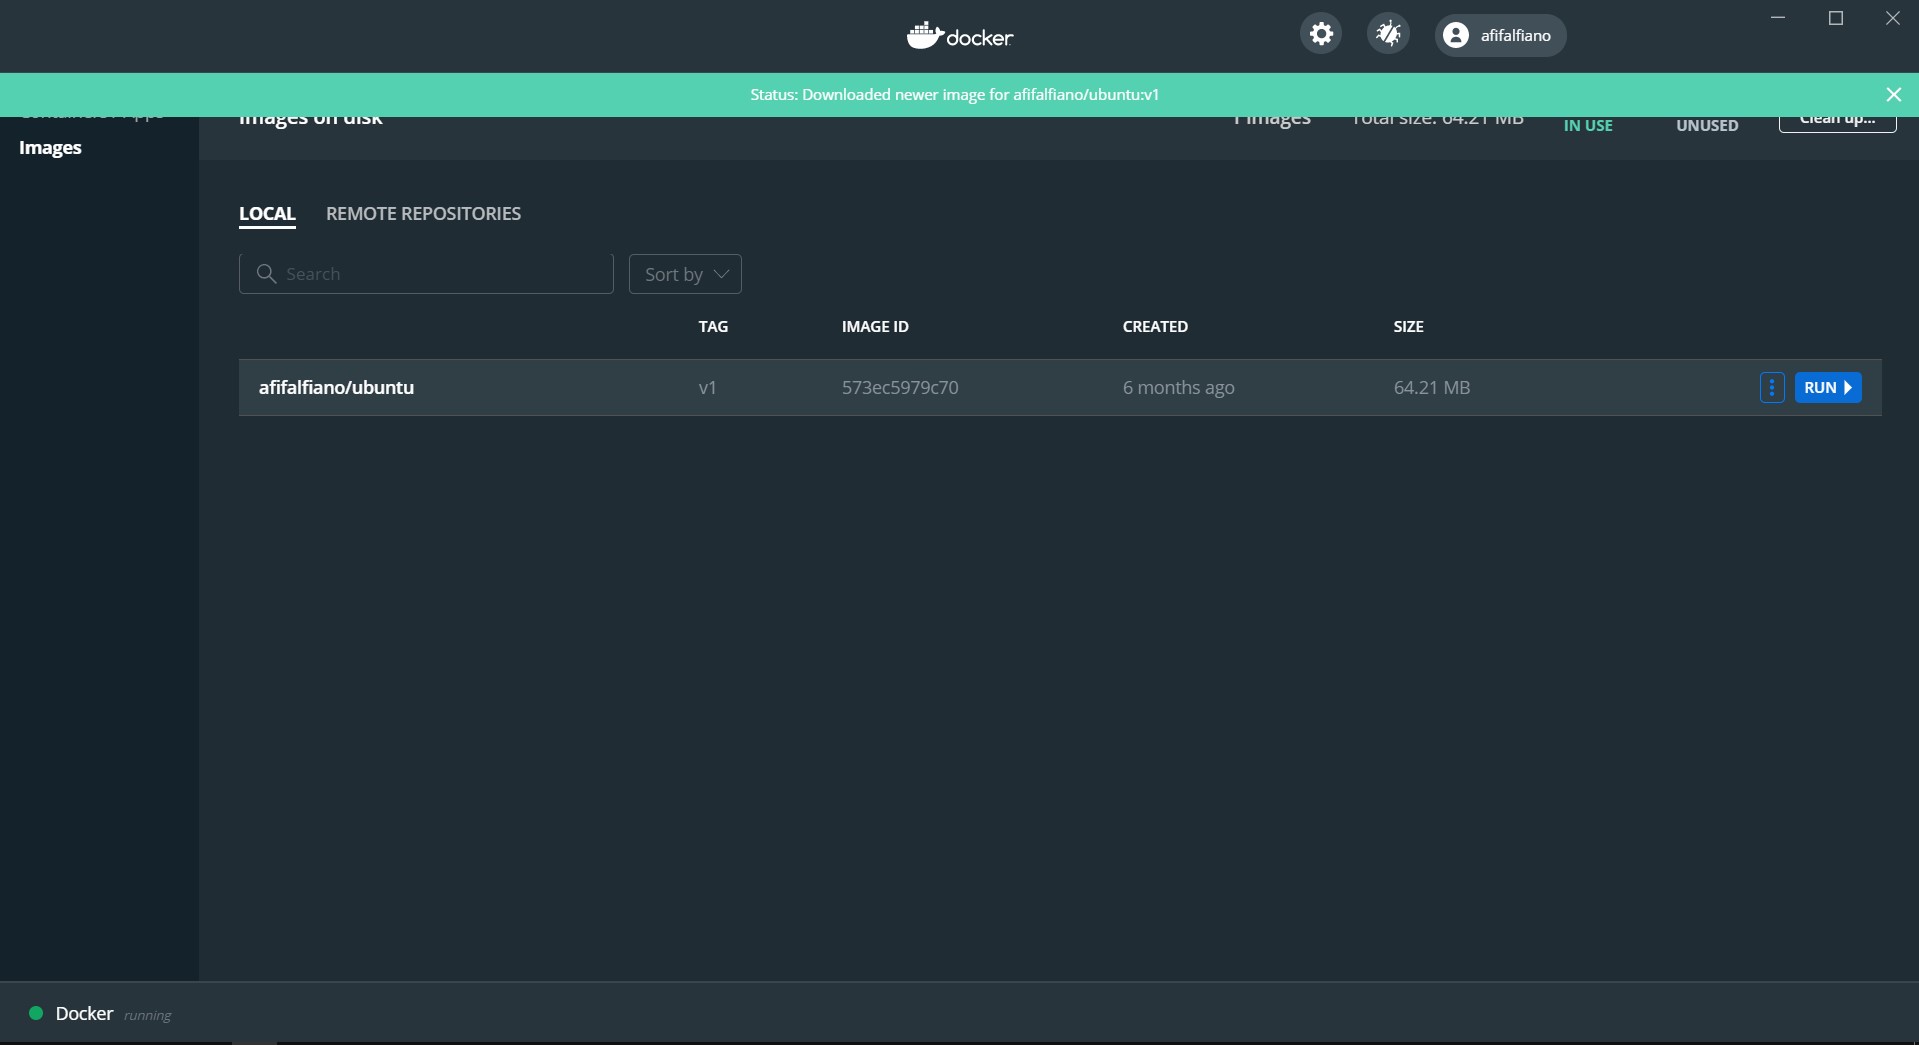 docker
afifalfiano
Status: Downloaded newer image for afifalfiano/ubuntu:v1
Images on disk
1 images
Total size: 64.21 MB
IN USE
UNUSED
Clean up...
Images
LOCAL
REMOTE REPOSITORIES
Search
Sort by
TAG
IMAGE ID
CREATED
SIZE
afifalfiano/ubuntu
v1
573ec5979c70
6 months ago
64.21 MB
RUN
Docker running